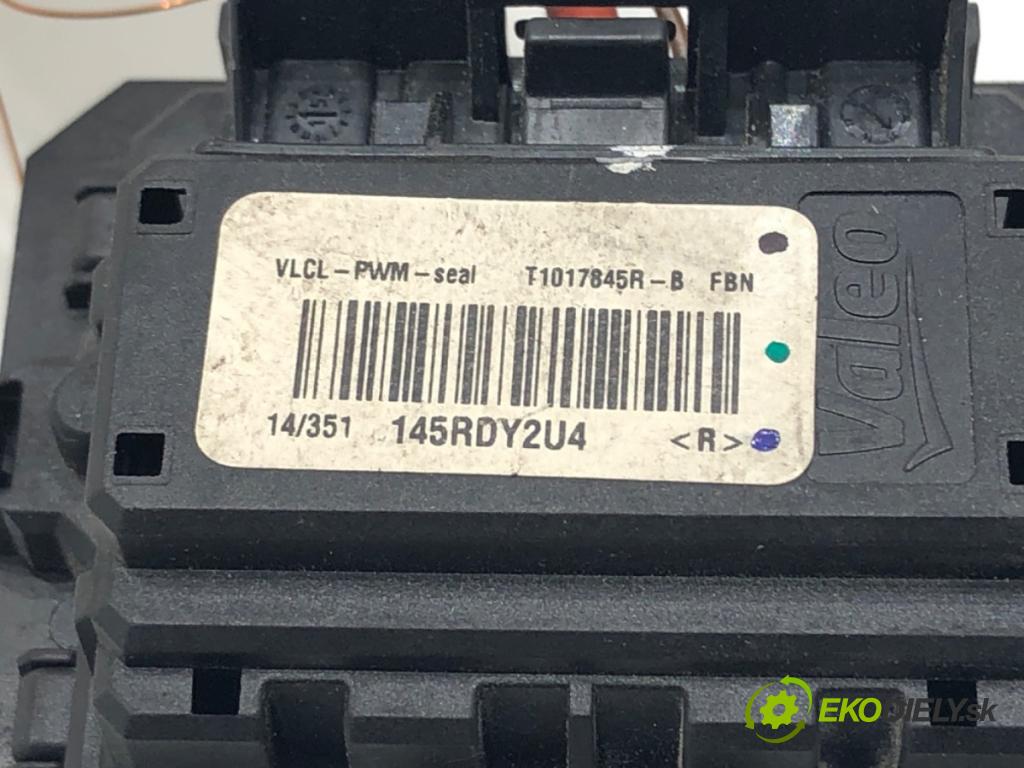 VLCL-PWM-seal T1017845R-B FBN
14/351 145RDY2U4 <R>
Valeo
EKODIELY.sk